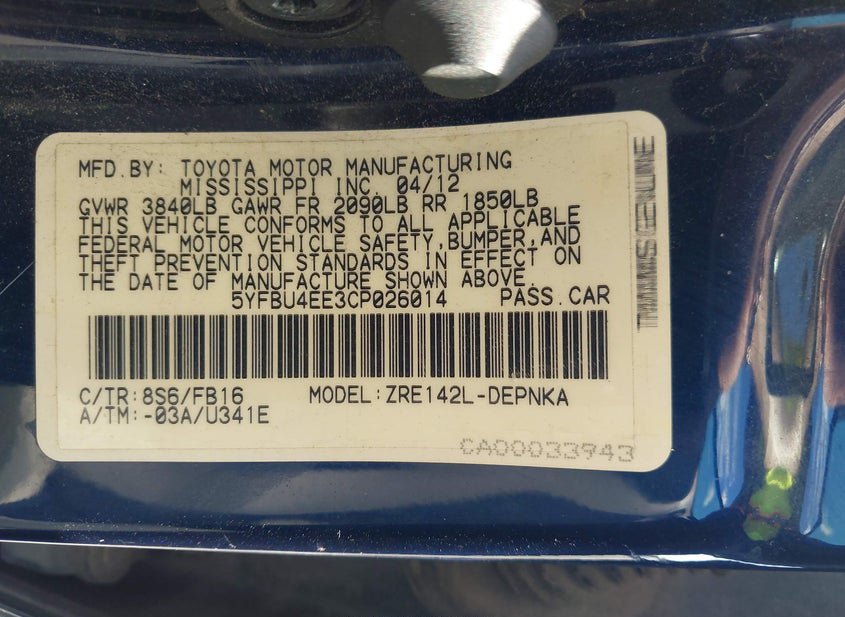 MFD.BY: TOYOTA MOTOR MANUFACTURING
MISSISSIPPI INC. 04/12
GVWR 3840LB GAWR FR 2090LB RR 1850LB
THIS VEHICLE CONFORMS TO ALL APPLICABLE
FEDERAL MOTOR VEHICLE SAFETY,BUMPER,AND
THEFT PREVENTION STANDARDS IN EFFECT ON
THE DATE OF MANUFACTURE SHOWN ABOVE.
5YFBU4EE3CP026014 PASS.CAR
C/TR:8S6/FB16 MODEL:ZRE142L-DEPNKA
A/TM:-03A/U341E
CA00033943